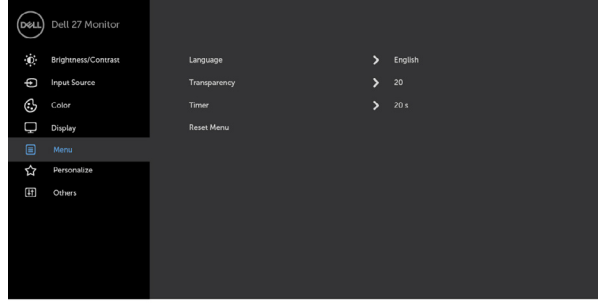 DELL Dell 27 Monitor
Brightness/Contrast Language English
Input Source Transparency 20
Color Timer 20 s
Display Reset Menu
Menu
Personalize
Others